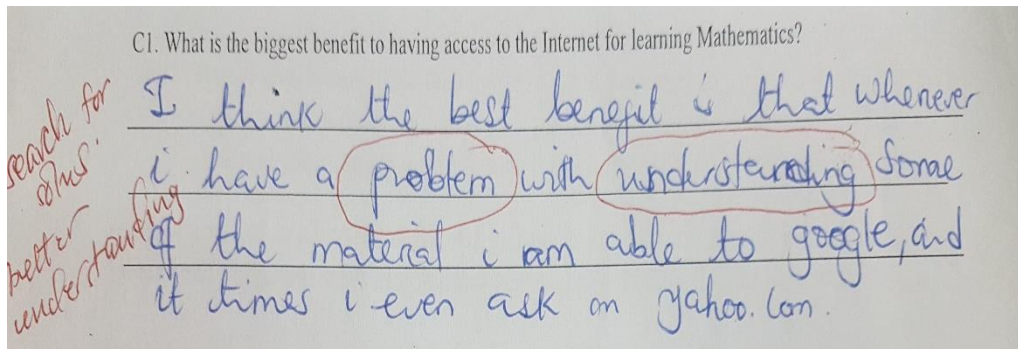 C1. What is the biggest benefit to having access to the Internet for learning Mathematics?
I think the best benefit is that whenever
i have a problem with understanding some
of the material i am able to google, and
it times i even ask on yahoo. com.
search for
solns
better
understanding